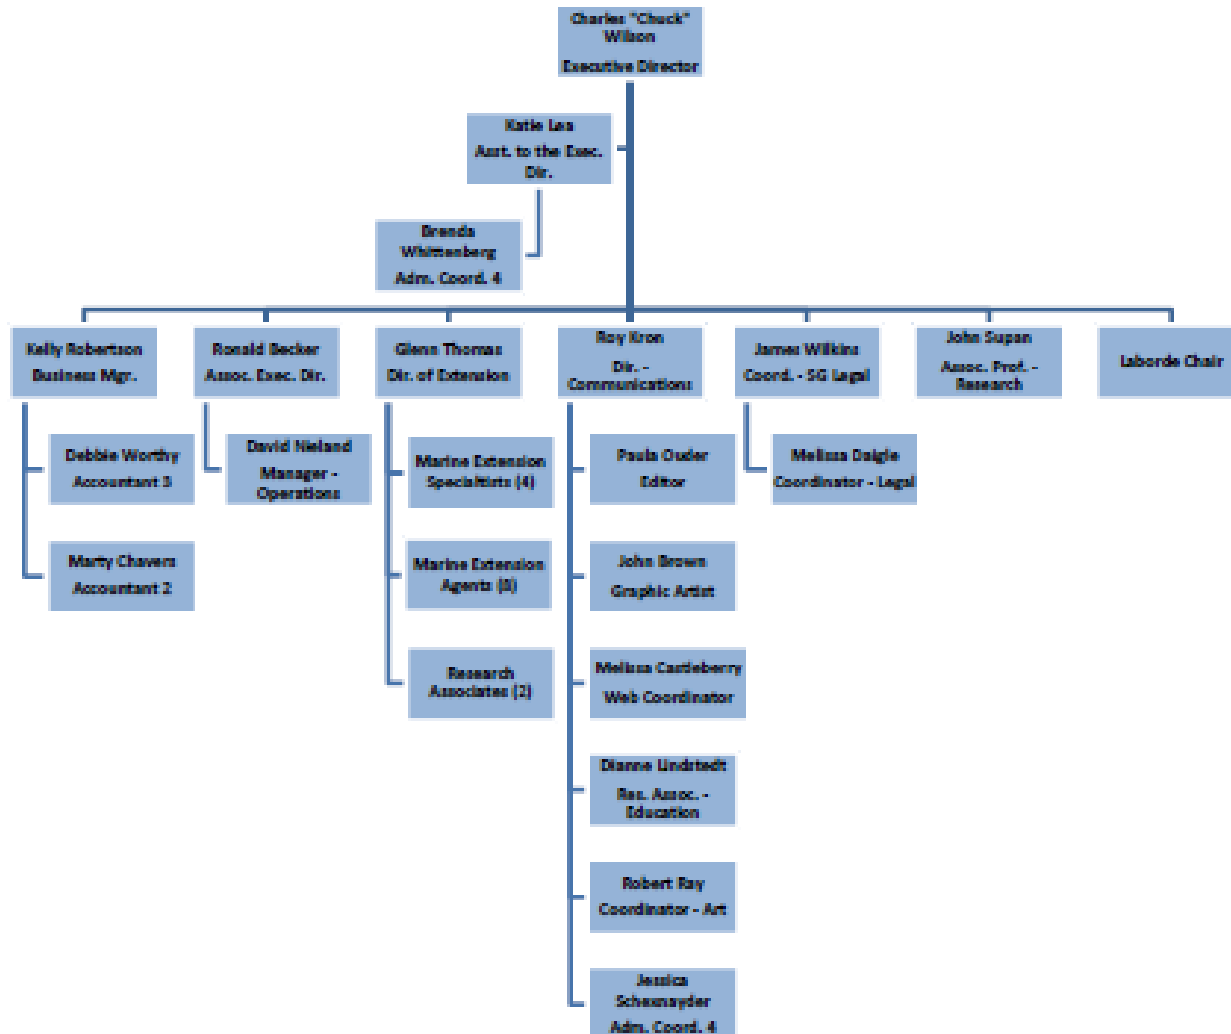 Charles "Chuck"
Wilson
Executive Director
Katie Lea
Asst. to the Exec.
Dir.
Brenda
Whittenberg
Adm. Coord. 4
Kelly Robertson
Business Mgr.
Ronald Becker
Assoc. Exec. Dir.
Glenn Thomas
Dir. of Extension
Roy Kron
Dir. -
Communications
James Wilkins
Coord. - SG Legal
John Supan
Assoc. Prof. -
Research
Laborde Chair
Debbie Worthy
Accountant 3
David Nieland
Manager -
Operations
Marine Extension
Specialtists (4)
Paula Ouder
Editor
Melissa Daigle
Coordinator - Legal
Marty Chavers
Accountant 2
Marine Extension
Agents (8)
John Brown
Graphic Artist
Research
Associates (2)
Melissa Castleberry
Web Coordinator
Dianne Lindstedt
Res. Assoc. -
Education
Robert Ray
Coordinator - Art
Jessica
Schexnayder
Adm. Coord. 4